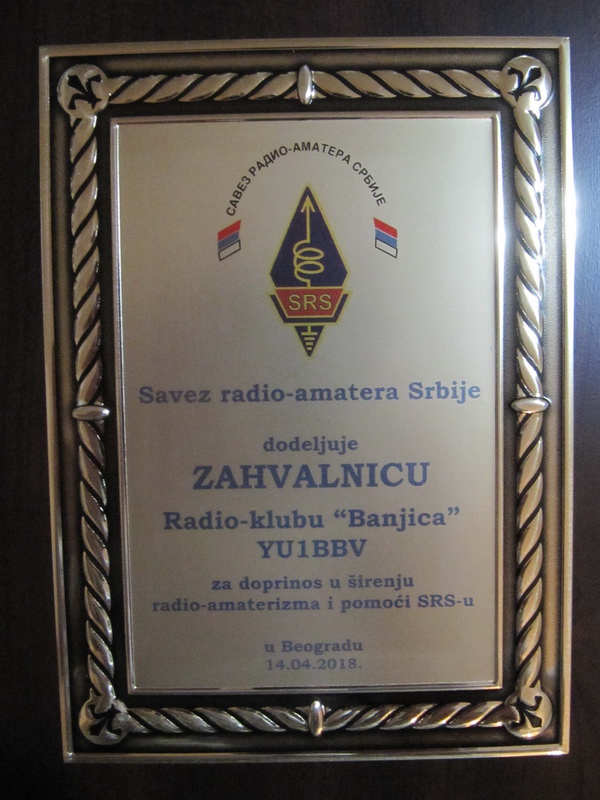 САВЕЗ РАДИО-АМАТЕРА СРБИЈЕ
SRS
Savez radio-amatera Srbije
dodeljuje
ZAHVALNICU
Radio-klubu “Banjica”
YU1BBV
za doprinos u širenju
radio-amaterizma i pomoći SRS-u
u Beogradu
14.04.2018.